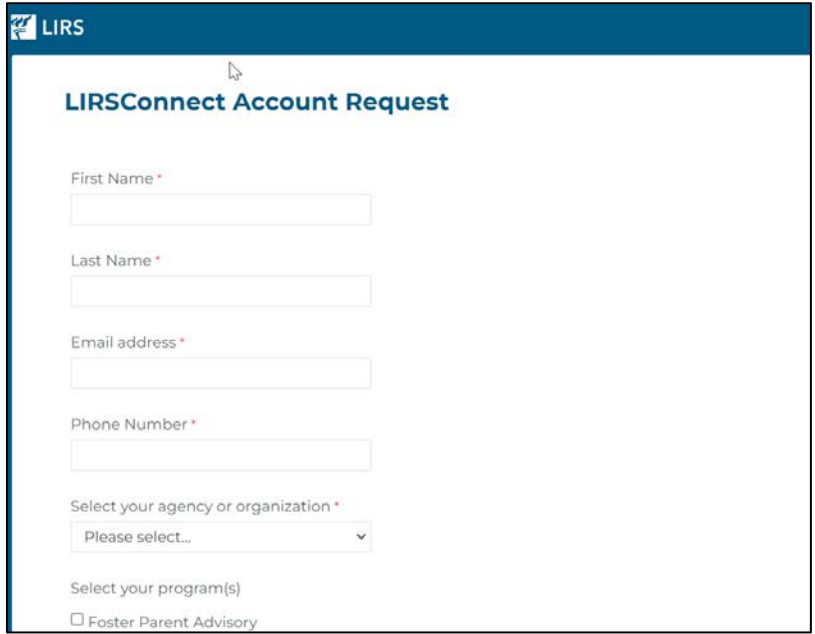 LIRS
LIRSConnect Account Request
First Name *
Last Name *
Email address *
Phone Number *
Select your agency or organization *
Please select...
Select your program(s)
Foster Parent Advisory